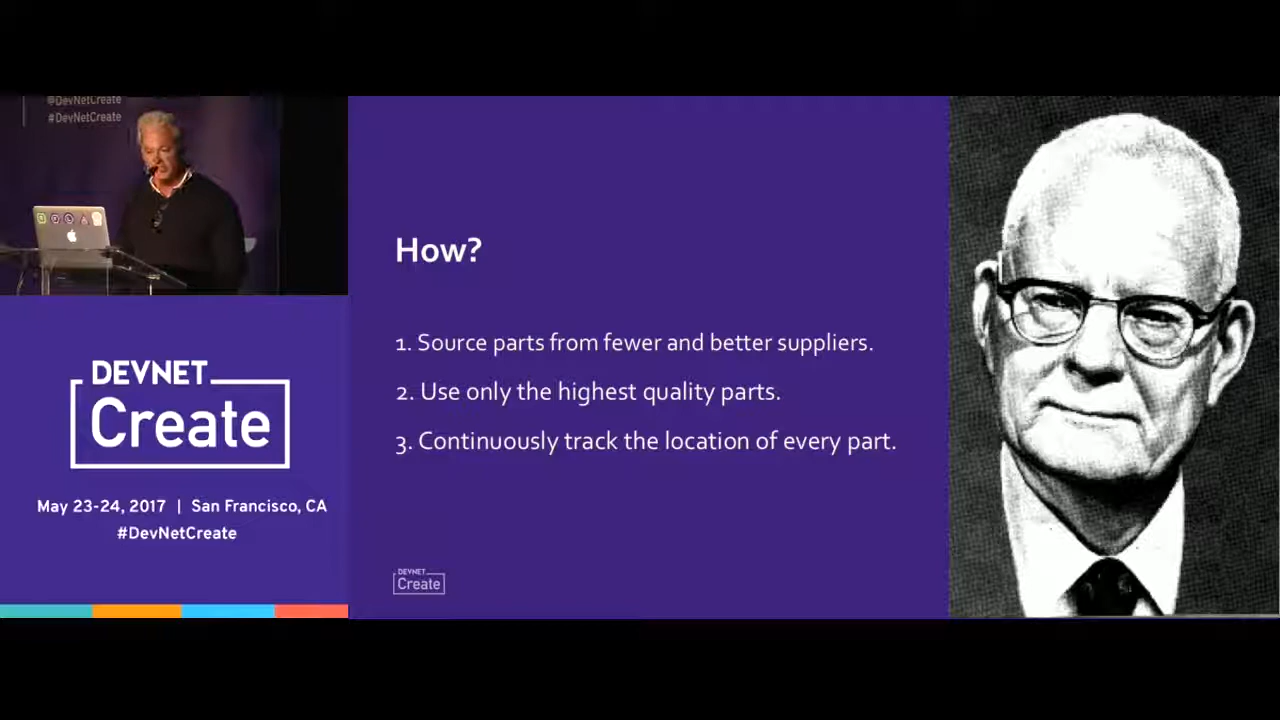 @DevNetCreate
#DevNetCreate
DEVNET
Create
May 23-24, 2017 | San Francisco, CA
#DevNetCreate
How?
1. Source parts from fewer and better suppliers.
2. Use only the highest quality parts.
3. Continuously track the location of every part.
DEVNET
Create